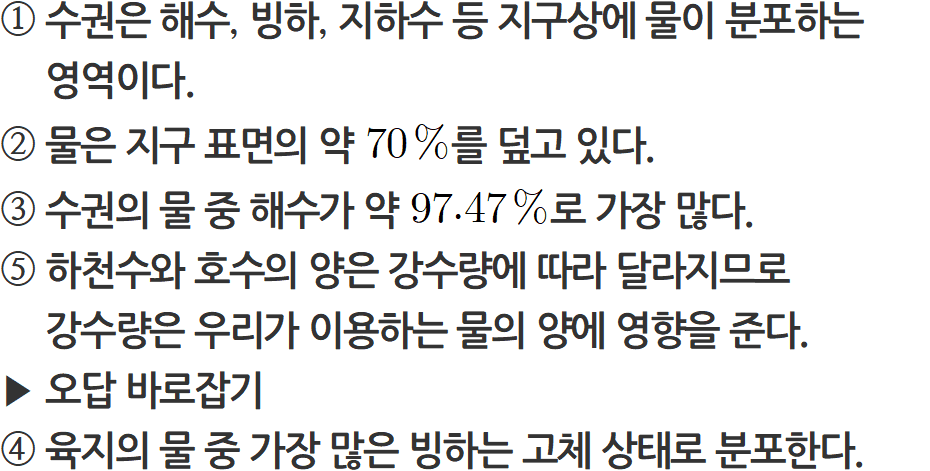 ① 수권은 해수, 빙하, 지하수 등 지구상에 물이 분포하는
영역이다.
② 물은 지구 표면의 약 70%를 덮고 있다.
③ 수권의 물 중 해수가 약 97.47%로 가장 많다.
⑤ 하천수와 호수의 양은 강수량에 따라 달라지므로
강수량은 우리가 이용하는 물의 양에 영향을 준다.
▶ 오답 바로잡기
④ 육지의 물 중 가장 많은 빙하는 고체 상태로 분포한다.